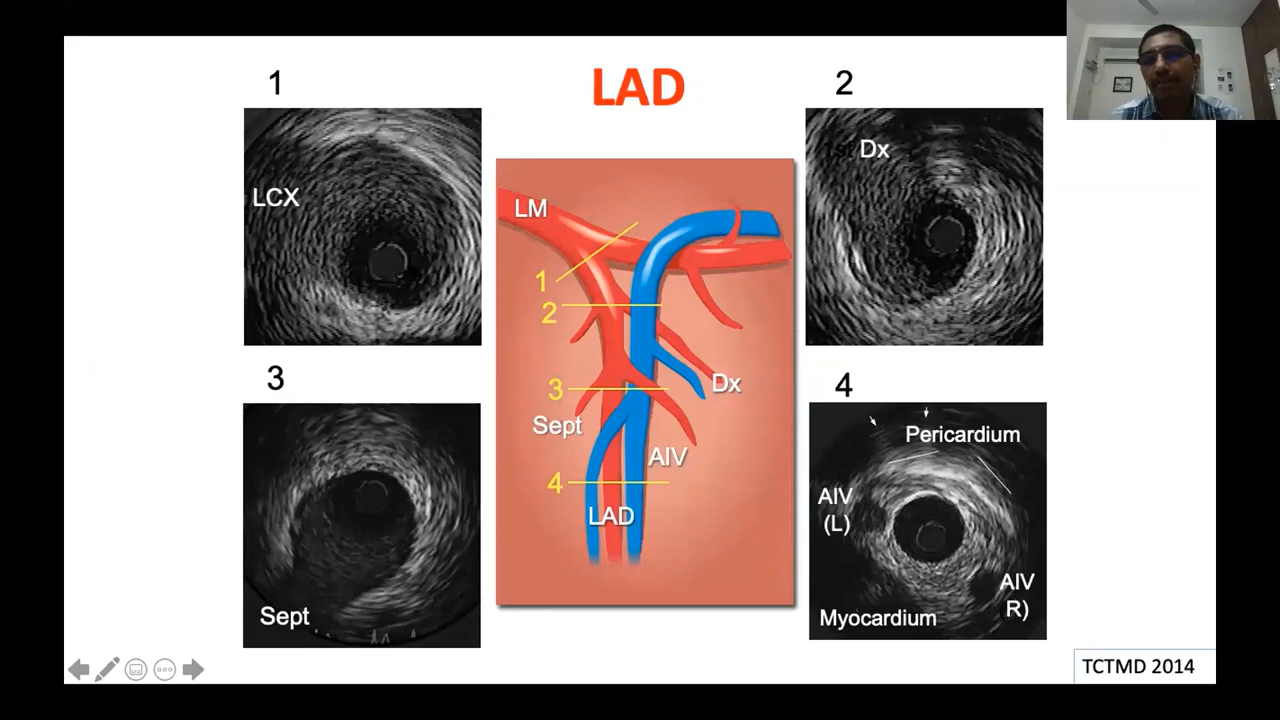 LAD
1
LCX
2
Dx
LM
1
2
3
Dx
Sept
AIV
4
LAD
3
Sept
4
Pericardium
AIV
(L)
AIV
R)
Myocardium
TCTMD 2014